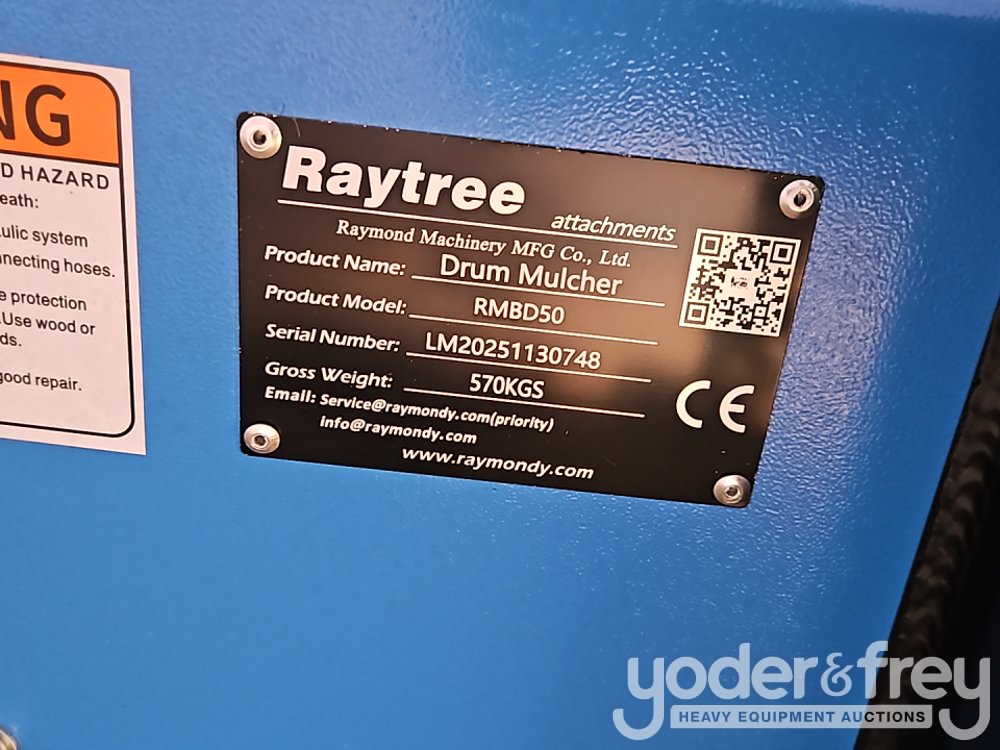 NG
D HAZARD
eath:
ulic system
nnecting hoses.
e protection
.Use wood or
ds.
good repair.
Raytree
attachments
Raymond Machinery MFG Co., Ltd.
Product Name: Drum Mulcher
Product Model: RMBD50
Serial Number: LM20251130748
Gross Weight: 570KGS
Email: Service@raymondy.com(priority)
info@raymondy.com
www.raymondy.com
CE
yoder&frey
HEAVY EQUIPMENT AUCTIONS